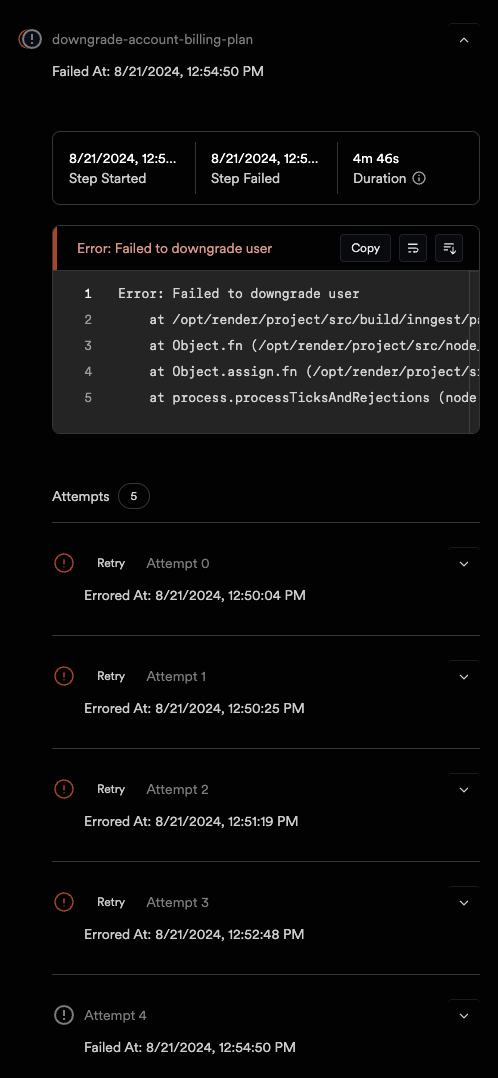 downgrade-account-billing-plan
Failed At: 8/21/2024, 12:54:50 PM
8/21/2024, 12:5... 8/21/2024, 12:5... 4m 46s
Step Started Step Failed Duration
Error: Failed to downgrade user Copy
1 Error: Failed to downgrade user
2 at /opt/render/project/src/build/inngest/pa
3 at Object.fn (/opt/render/project/src/node_
4 at Object.assign.fn (/opt/render/project/s
5 at process.processTicksAndRejections (node
Attempts 5
Retry Attempt 0
Errored At: 8/21/2024, 12:50:04 PM
Retry Attempt 1
Errored At: 8/21/2024, 12:50:25 PM
Retry Attempt 2
Errored At: 8/21/2024, 12:51:19 PM
Retry Attempt 3
Errored At: 8/21/2024, 12:52:48 PM
Attempt 4
Failed At: 8/21/2024, 12:54:50 PM